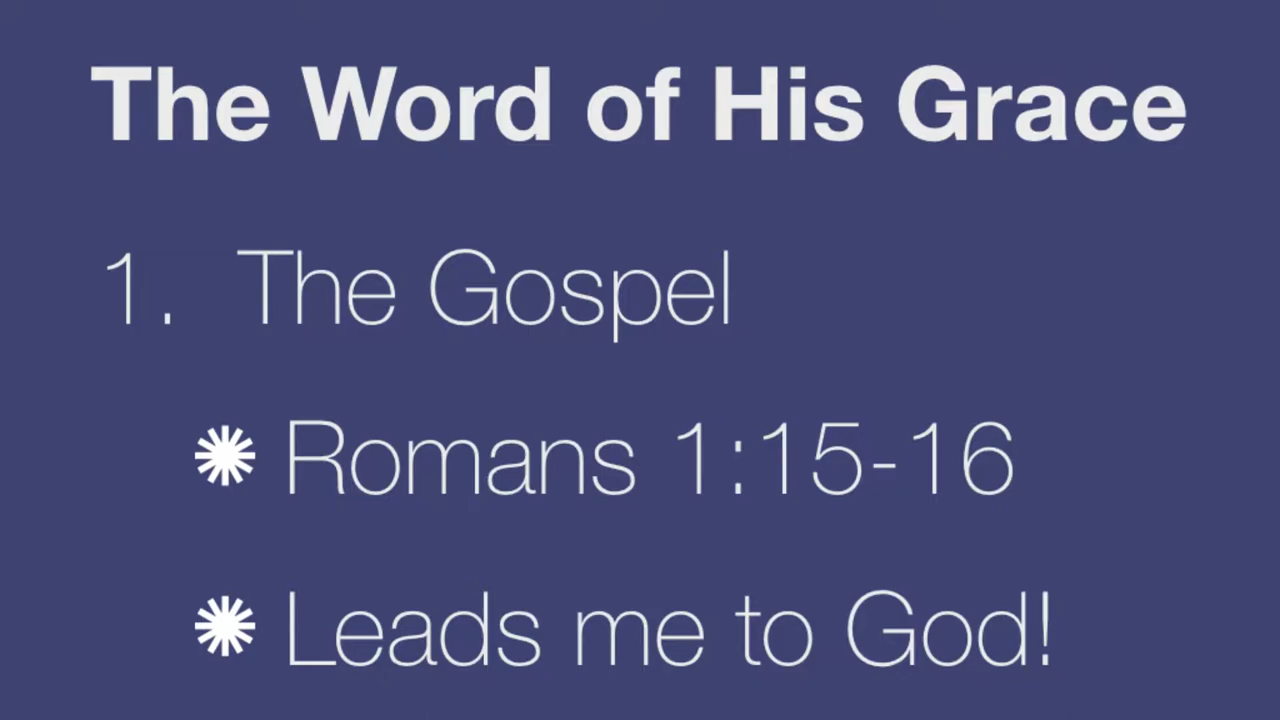 The Word of His Grace
1. The Gospel
Romans 1:15-16
Leads me to God!